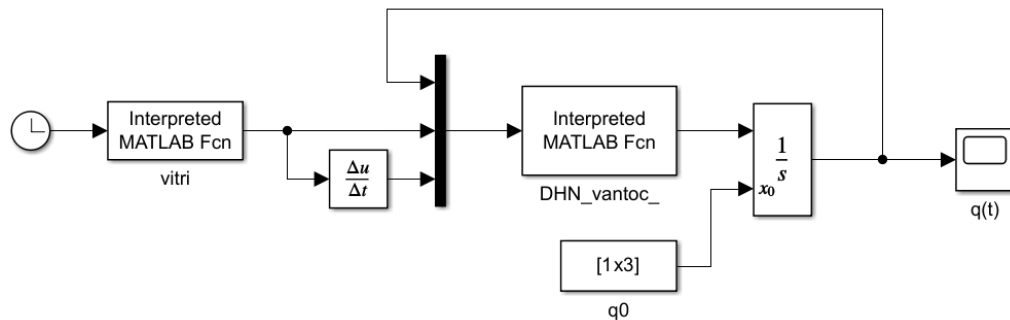 Interpreted
MATLAB Fcn
vitri
Δu
Δt
Interpreted
MATLAB Fcn
DHN_vantoc_
1
s
x₀
[1x3]
q0
q(t)